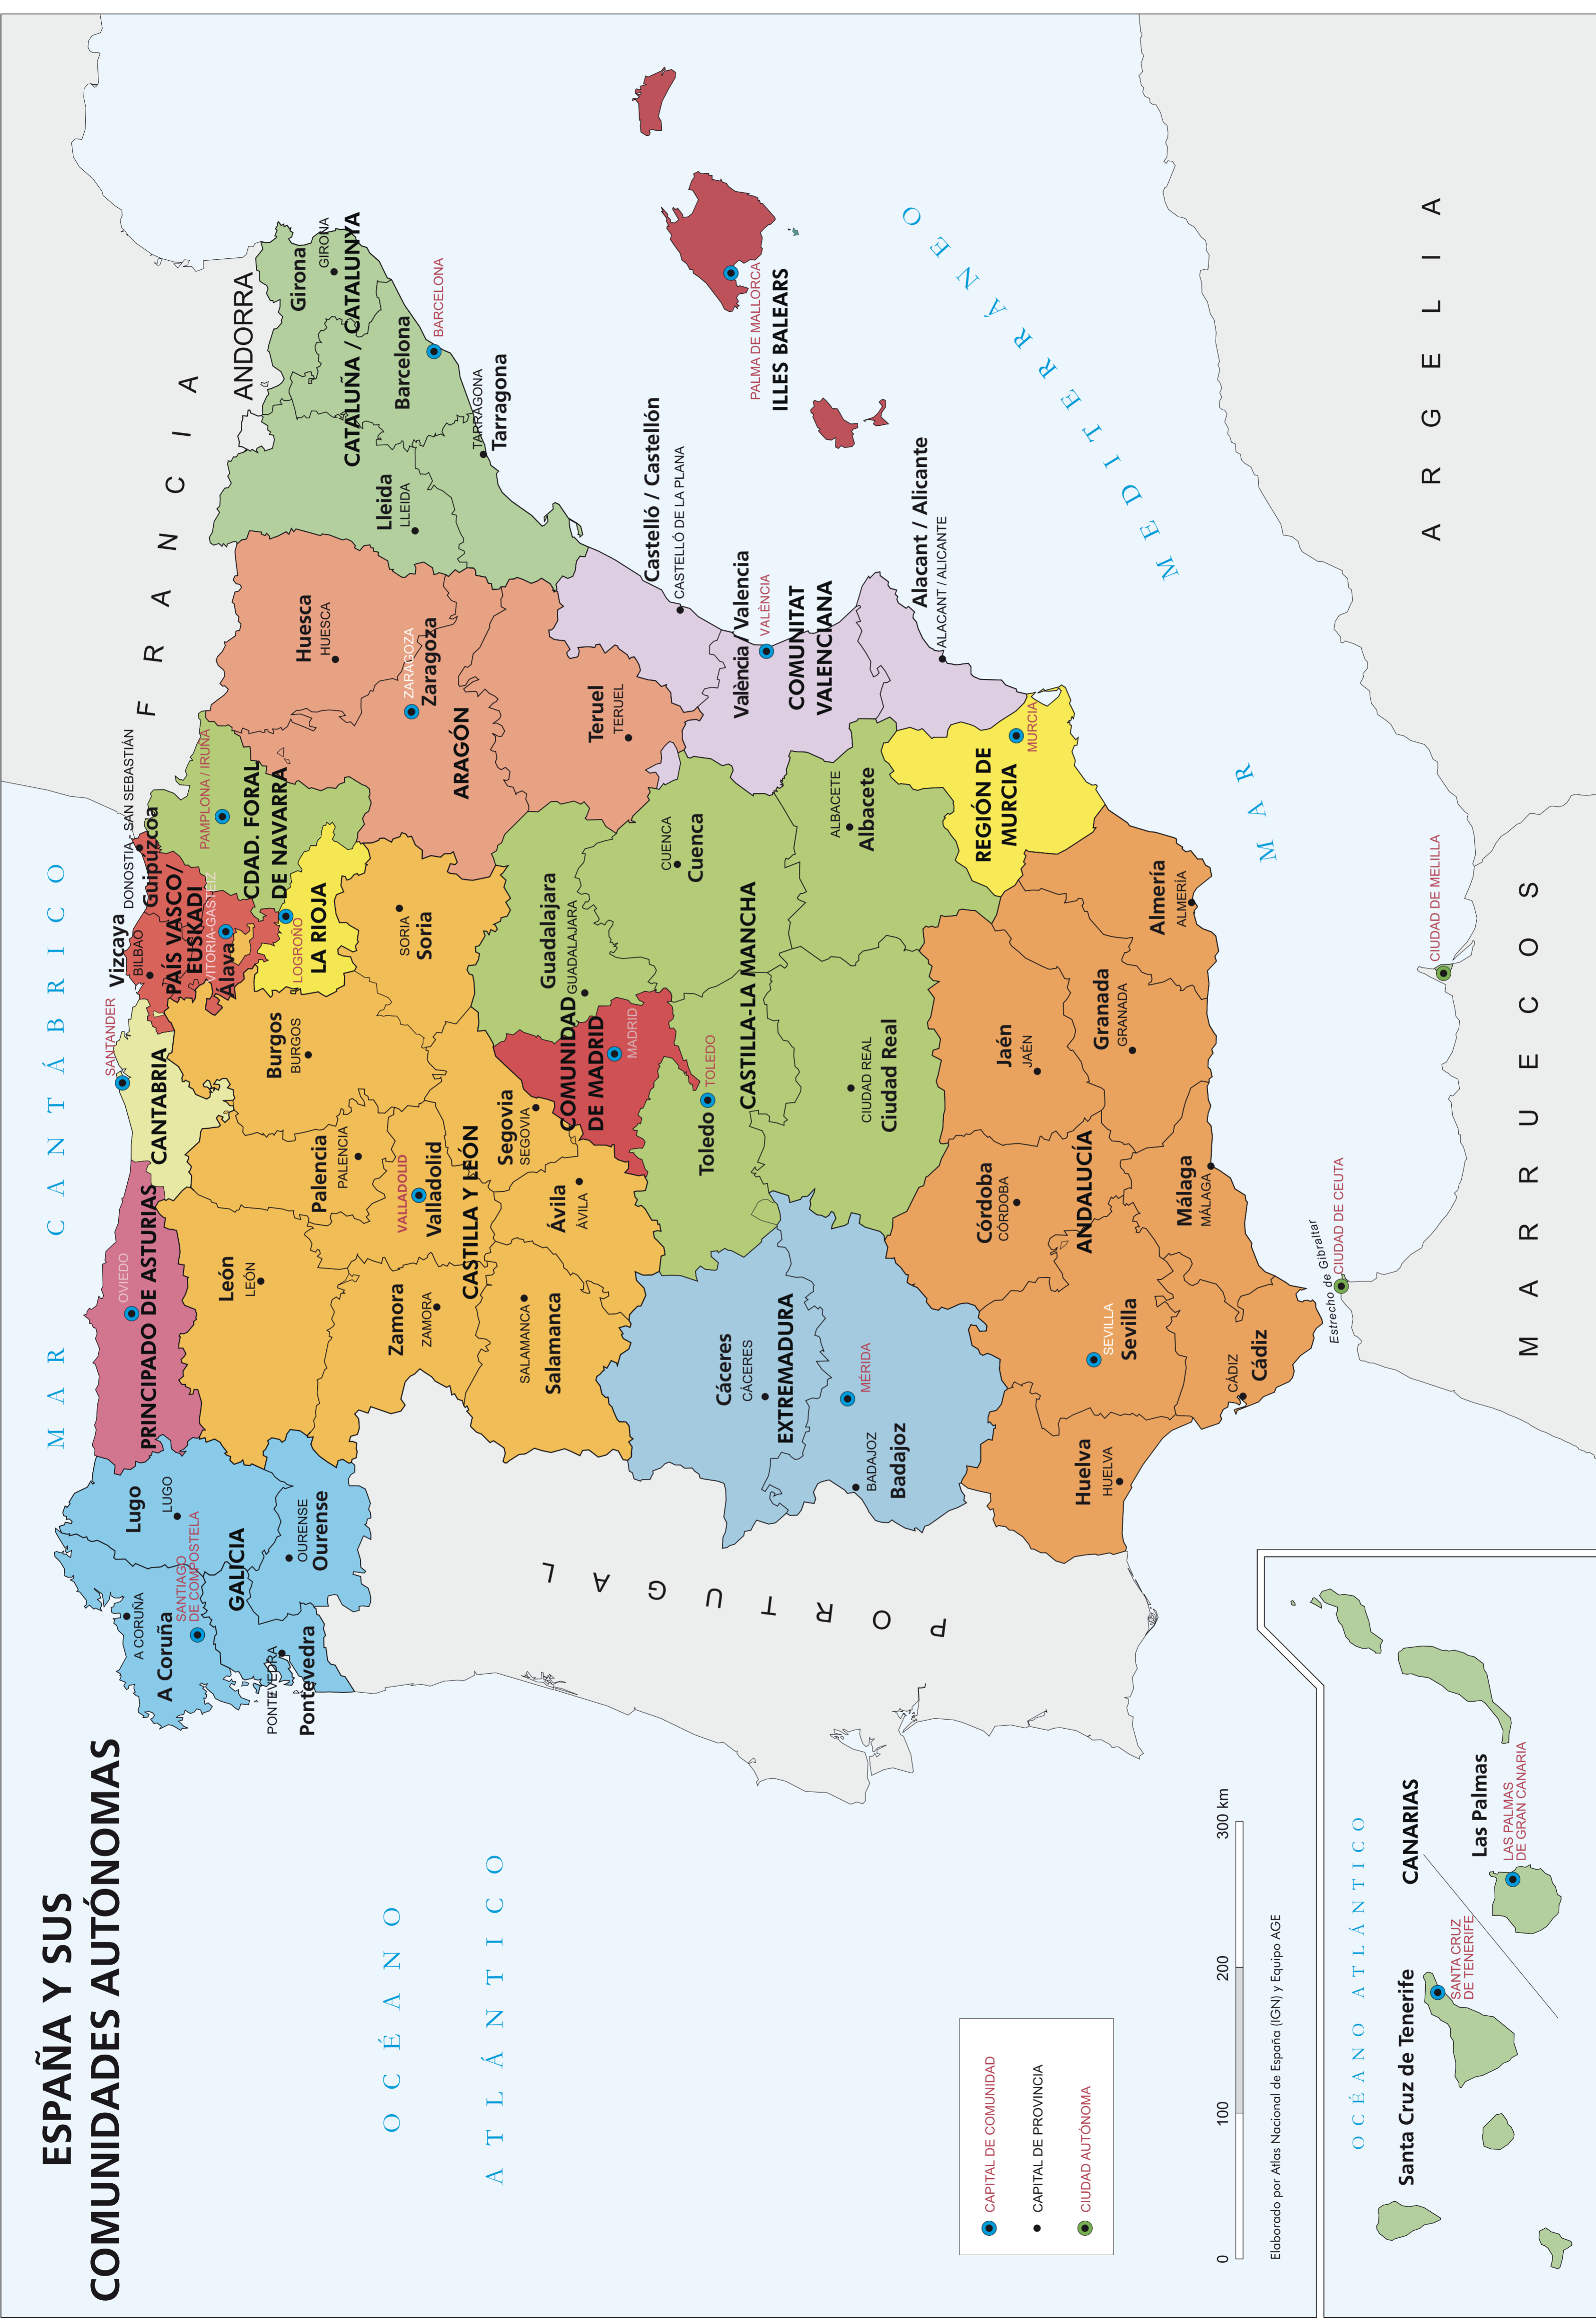 ESPAÑA Y SUS
COMUNIDADES AUTÓNOMAS
MAR CANTÁBRICO
OCÉANO
ATLÁNTICO
FRANCIA
ANDORRA
PORTUGAL
MAR MEDITERRÁNEO
MARRUECOS
ARGELIA
Estrecho de Gibraltar
A CORUÑA
A Coruña
SANTIAGO
DE COMPOSTELA
Lugo
LUGO
GALICIA
PONTEVEDRA
Pontevedra
OURENSE
Ourense
OVIEDO
PRINCIPADO DE ASTURIAS
SANTANDER
CANTABRIA
Vizcaya
BILBAO
DONOSTIA - SAN SEBASTIÁN
Guipúzcoa
PAÍS VASCO/
EUSKADI
VITORIA-GASTEIZ
Álava
PAMPLONA / IRUÑA
CDAD. FORAL
DE NAVARRA
LOGROÑO
LA RIOJA
León
LEÓN
Palencia
PALENCIA
Burgos
BURGOS
Zamora
ZAMORA
VALLADOLID
Valladolid
CASTILLA Y LEÓN
SORIA
Soria
Segovia
SEGOVIA
Ávila
ÁVILA
SALAMANCA
Salamanca
Huesca
HUESCA
ZARAGOZA
Zaragoza
ARAGÓN
Teruel
TERUEL
Girona
GIRONA
CATALUÑA / CATALUNYA
Lleida
LLEIDA
Barcelona
BARCELONA
TARRAGONA
Tarragona
COMUNIDAD
DE MADRID
MADRID
Guadalajara
GUADALAJARA
CUENCA
Cuenca
Toledo
TOLEDO
CASTILLA-LA MANCHA
CIUDAD REAL
Ciudad Real
ALBACETE
Albacete
Castelló / Castellón
CASTELLÓ DE LA PLANA
València / Valencia
VALÈNCIA
COMUNITAT
VALENCIANA
Alacant / Alicante
ALACANT / ALICANTE
PALMA DE MALLORCA
ILLES BALEARS
REGIÓN DE
MURCIA
MURCIA
Cáceres
CÁCERES
EXTREMADURA
MÉRIDA
BADAJOZ
Badajoz
Huelva
HUELVA
SEVILLA
Sevilla
Córdoba
CÓRDOBA
ANDALUCÍA
Jaén
JAÉN
Granada
GRANADA
Almería
ALMERÍA
Málaga
MÁLAGA
CÁDIZ
Cádiz
CIUDAD DE CEUTA
CIUDAD DE MELILLA
CAPITAL DE COMUNIDAD
CAPITAL DE PROVINCIA
CIUDAD AUTÓNOMA
0 100 200 300 km
Elaborado por Atlas Nacional de España (IGN) y Equipo AGE
OCÉANO ATLÁNTICO
CANARIAS
Santa Cruz de Tenerife
SANTA CRUZ
DE TENERIFE
Las Palmas
LAS PALMAS
DE GRAN CANARIA